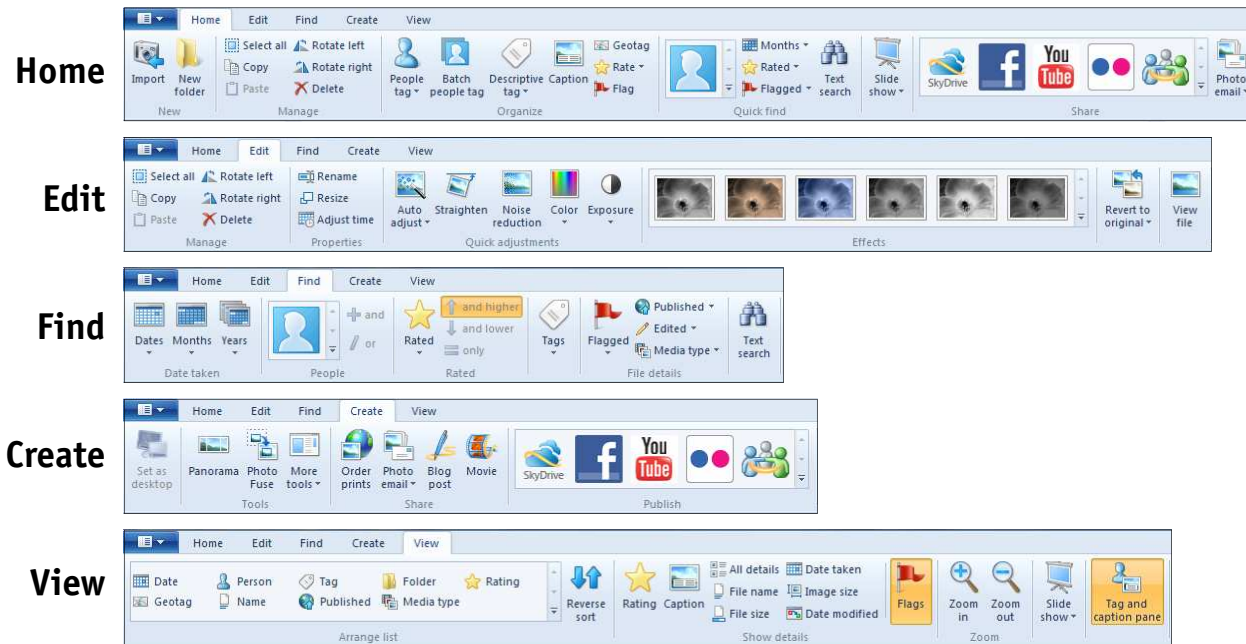 Home
Home Edit Find Create View
Import New folder
New
Select all Rotate left
Copy Rotate right
Paste Delete
Manage
People tag Batch people tag Descriptive tag Caption
Geotag
Rate
Flag
Organize
Months
Rated
Flagged
Text search
Quick find
Slide show
SkyDrive f You Tube
Share
Photo email
Edit
Home Edit Find Create View
Select all Rotate left
Copy Rotate right
Paste Delete
Manage
Rename
Resize
Adjust time
Properties
Auto adjust Straighten Noise reduction Color Exposure
Quick adjustments
Effects
Revert to original
View file
Find
Home Edit Find Create View
Dates Months Years
Date taken
and
or
People
Rated
and higher
and lower
only
Rated
Tags
Flagged
Published
Edited
Media type
File details
Text search
Create
Home Edit Find Create View
Set as desktop
Panorama Photo Fuse More tools
Tools
Order prints Photo email Blog post Movie
Share
SkyDrive f You Tube
Publish
View
Home Edit Find Create View
Date Person Tag Folder Rating
Geotag Name Published Media type
Arrange list
Reverse sort
Rating Caption
All details Date taken
File name Image size
File size Date modified
Flags
Show details
Zoom in Zoom out
Zoom
Slide show
Tag and caption pane